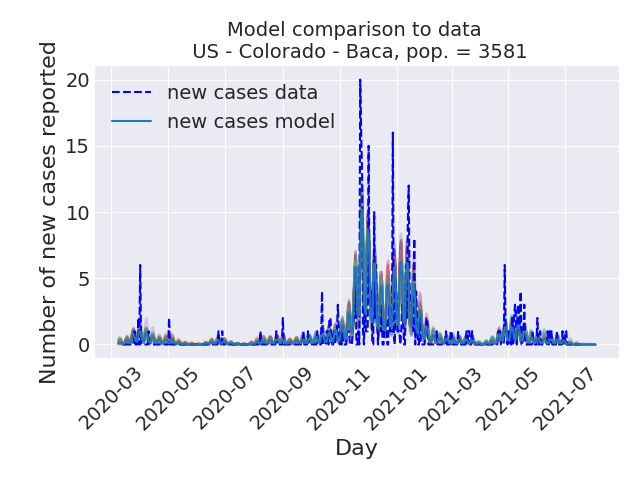 Model comparison to data
US - Colorado - Baca, pop. = 3581
Number of new cases reported
20
15
10
5
0
new cases data
new cases model
2020-03
2020-05
2020-07
2020-09
2020-11
2021-01
2021-03
2021-05
2021-07
Day